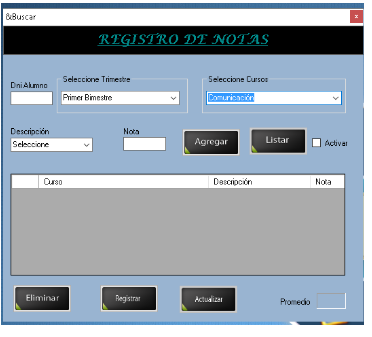 &Buscar
x
REGISTRO DE NOTAS
Seleccione Trimestre
Seleccione Cursos
Dni Alumno
Primer Bimestre
Comunicación
Descripción
Nota
Seleccione
Agregar
Listar
Activar
Curso
Descripción
Nota
Eliminar
Registrar
Actualizar
Promedio